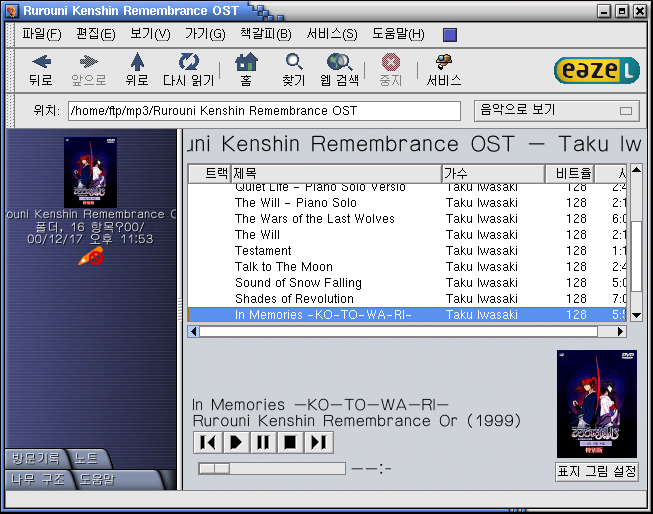 Rurouni Kenshin Remembrance OST
파일(F) 편집(E) 보기(V) 가기(G) 책갈피(B) 서비스(S) 도움말(H)
뒤로 앞으로 위로 다시 읽기 홈 찾기 웹 검색 중지 서비스
eazel
위치: /home/ftp/mp3/Rurouni Kenshin Remembrance OST 음악으로 보기
uni Kenshin Remembrance OST - Taku Iw
트랙 제목 가수 비트율 시
Quiet Life - Piano Solo Versio Taku Iwasaki 128 2:4
The Will - Piano Solo Taku Iwasaki 128 2:1
The Wars of the Last Wolves Taku Iwasaki 128 6:0
The Will Taku Iwasaki 128 2:1
Testament Taku Iwasaki 128 1:1
Talk to The Moon Taku Iwasaki 128 2:4
Sound of Snow Falling Taku Iwasaki 128 5:0
Shades of Revolution Taku Iwasaki 128 7:0
In Memories -KO-TO-WA-RI- Taku Iwasaki 128 5:5
ouni Kenshin Remembrance O
폴더, 16 항목?00/
00/12/17 오후 11:53
In Memories -KO-TO-WA-RI-
Rurouni Kenshin Remembrance Or (1999)
--:-
DVD
特別版
표지 그림 설정
방문기록 노트
나무 구조 도움말